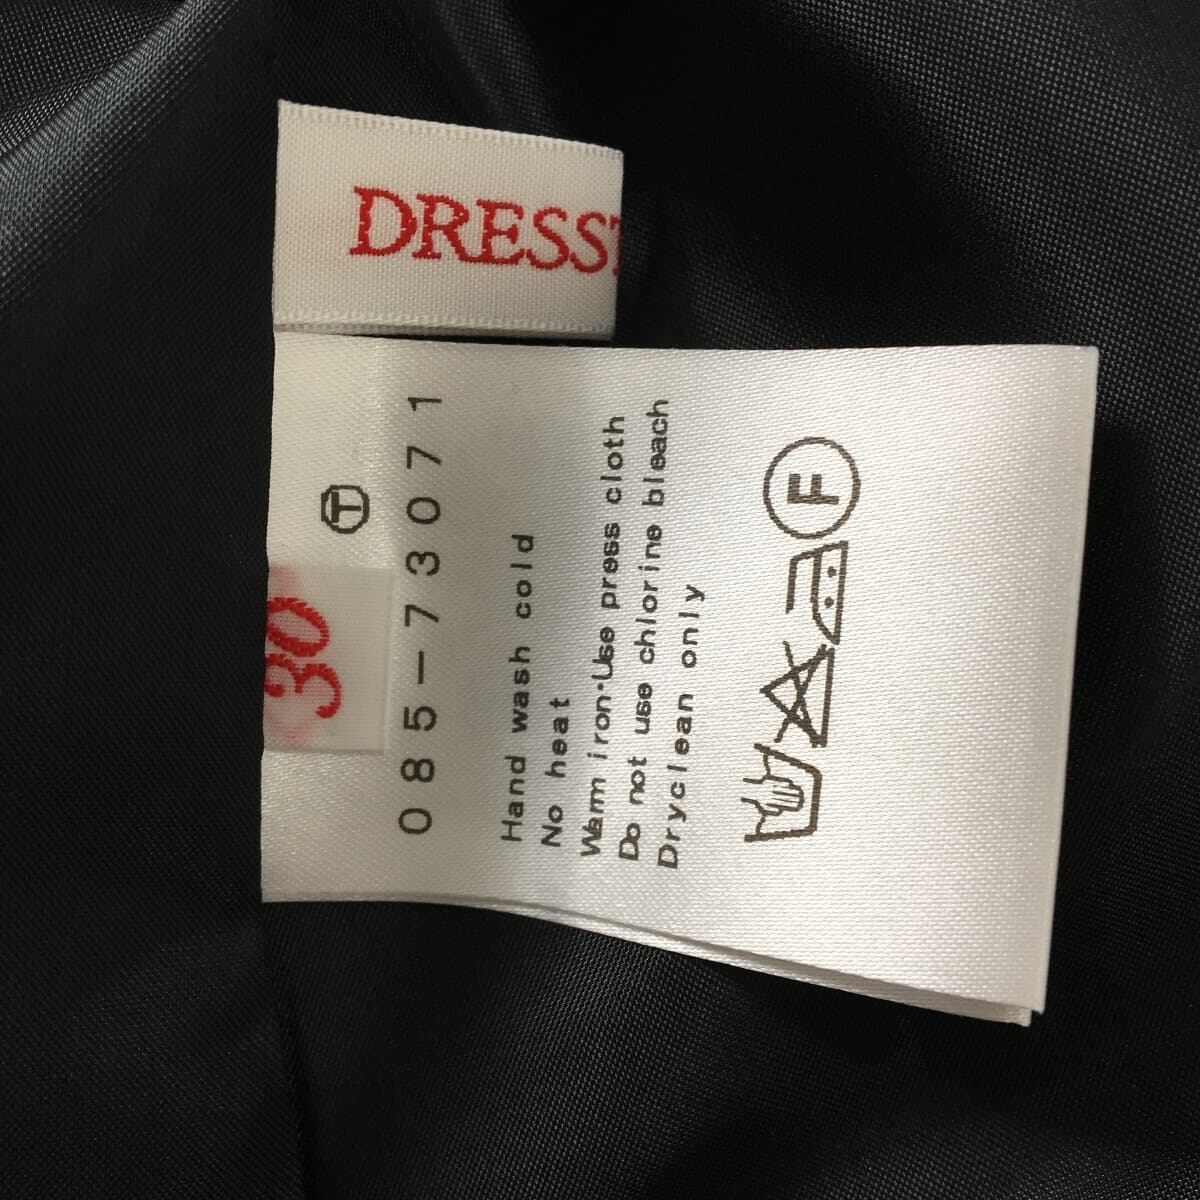 DRESST
30
T
085-73071
Hand wash cold
No heat
Warm iron·Use press cloth
Do not use chlorine bleach
Dryclean only
F